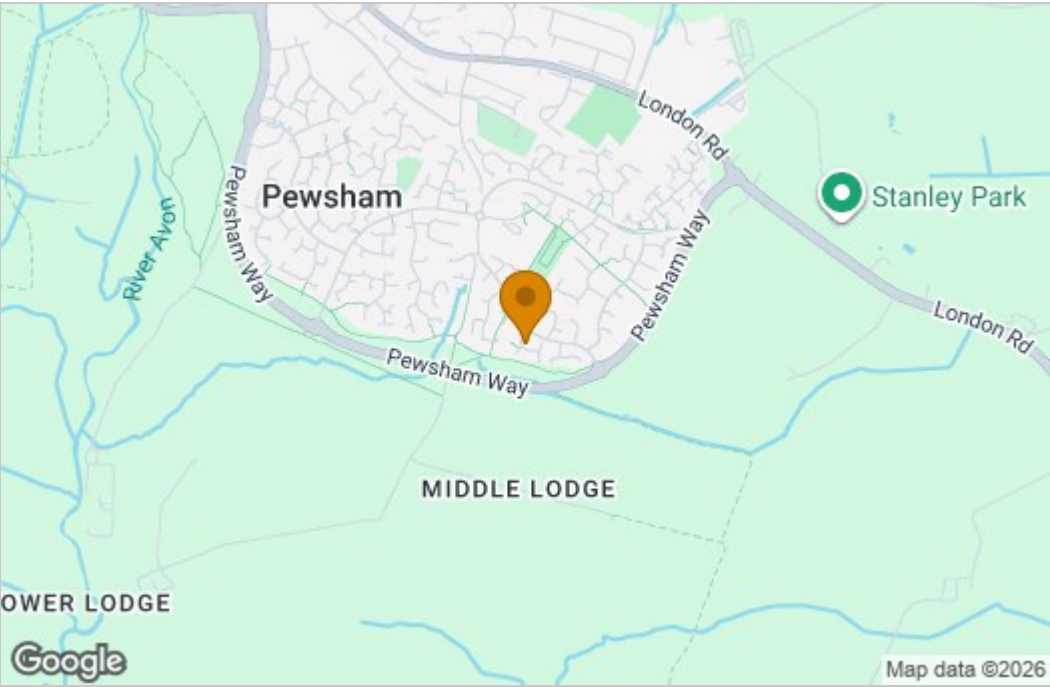 London Rd
Pewsham Way
Pewsham
Stanley Park
River Avon
Pewsham Way
London Rd
Pewsham Way
MIDDLE LODGE
OWER LODGE
Google
Map data ©2026